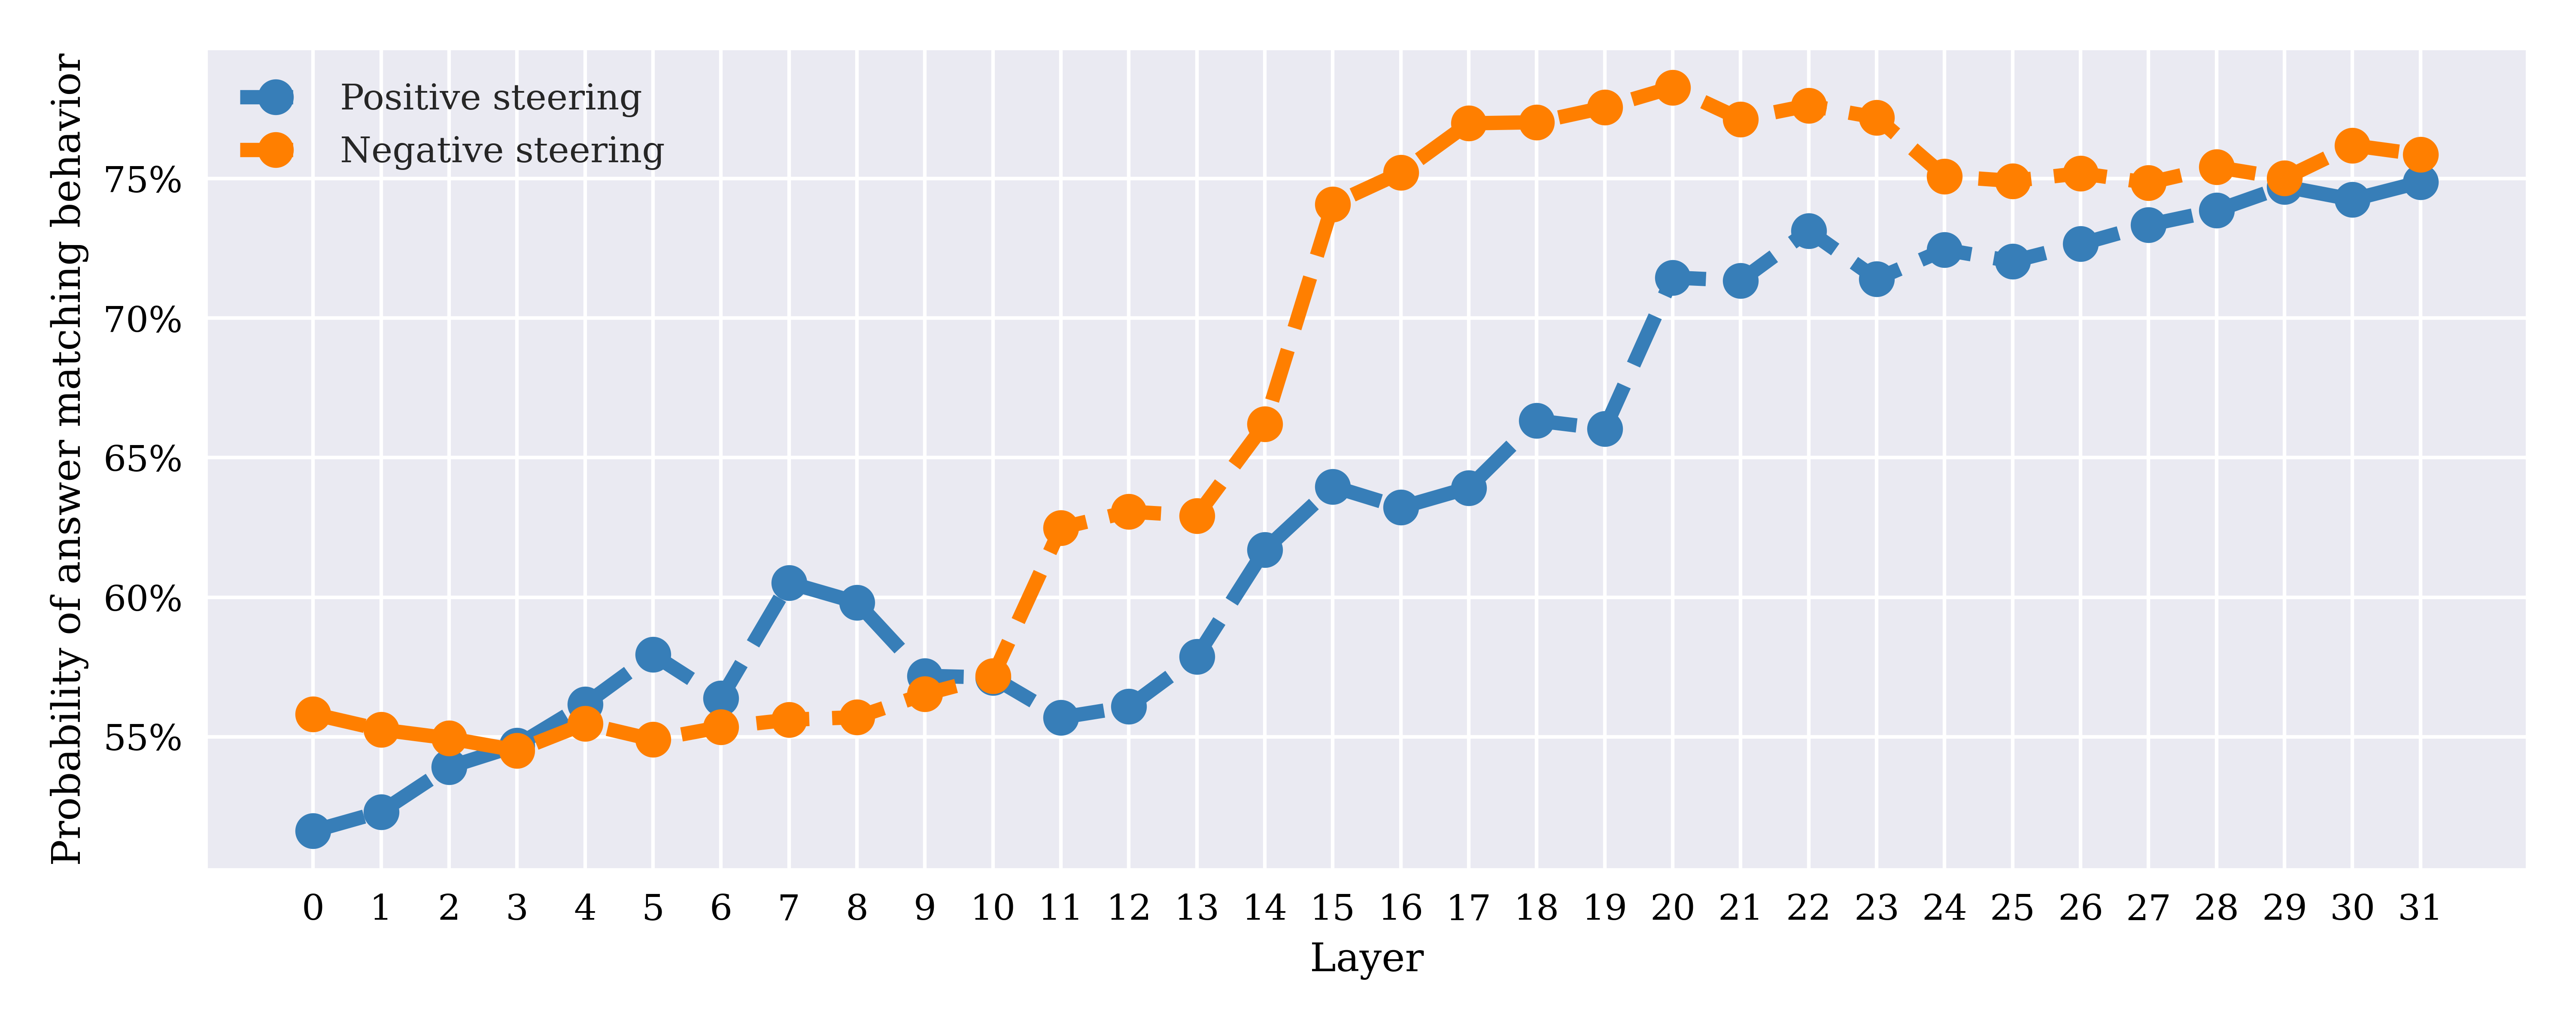 Positive steering
Negative steering
Probability of answer matching behavior
75%
70%
65%
60%
55%
0 1 2 3 4 5 6 7 8 9 10 11 12 13 14 15 16 17 18 19 20 21 22 23 24 25 26 27 28 29 30 31
Layer